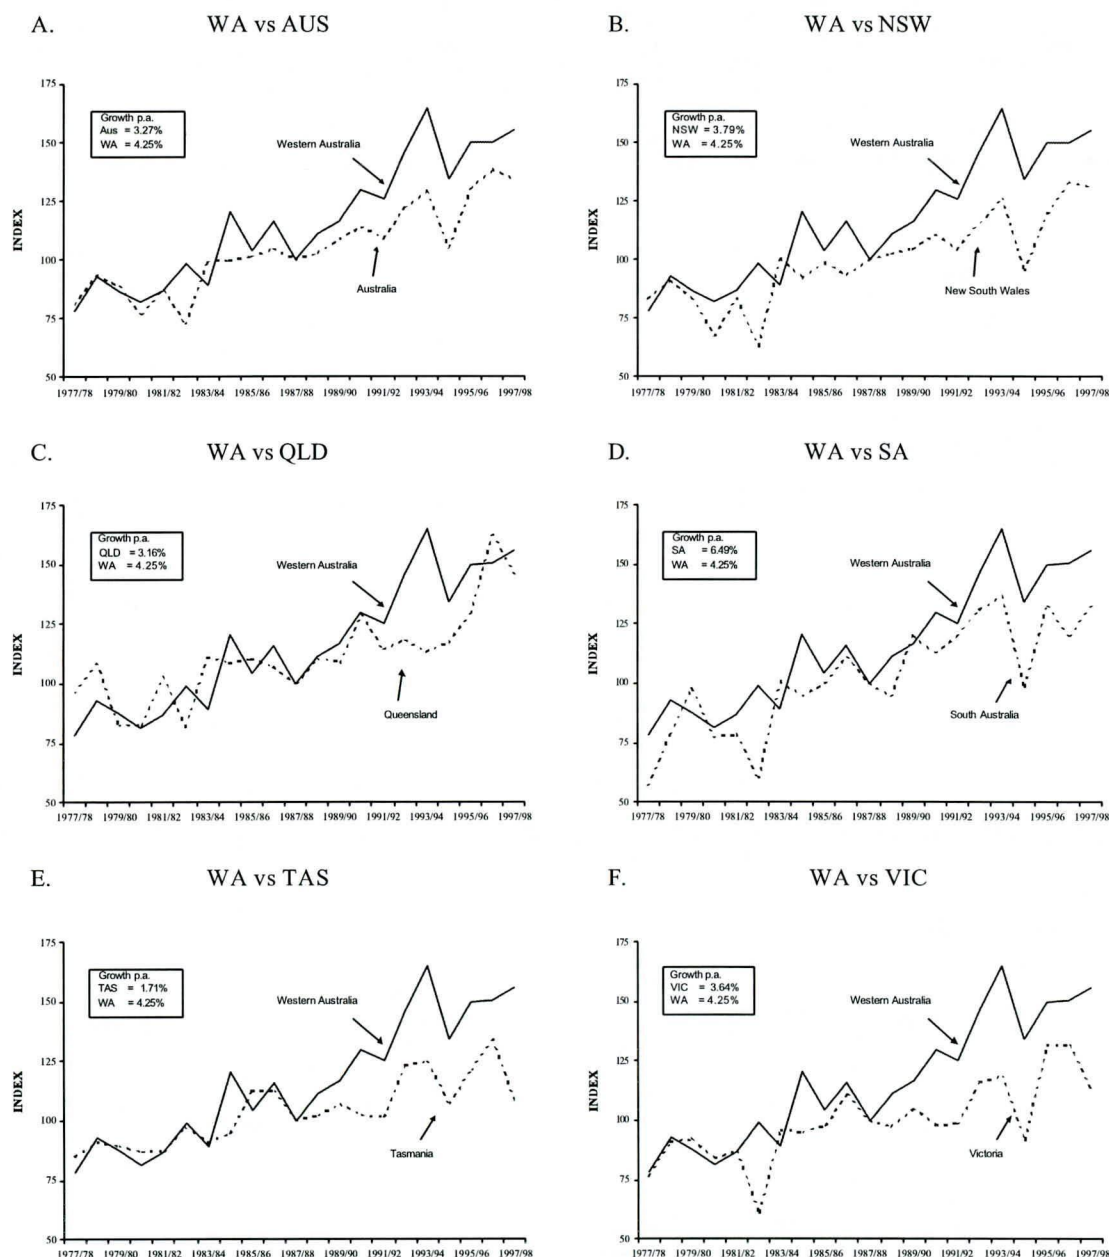 A. WA vs AUS
175
150
125
100
75
50
INDEX
Growth p.a.
Aus = 3.27%
WA = 4.25%
Western Australia
Australia
1977/78 1979/80 1981/82 1983/84 1985/86 1987/88 1989/90 1991/92 1993/94 1995/96 1997/98
B. WA vs NSW
175
150
125
100
75
50
INDEX
Growth p.a.
NSW = 3.79%
WA = 4.25%
Western Australia
New South Wales
1977/78 1979/80 1981/82 1983/84 1985/86 1987/88 1989/90 1991/92 1993/94 1995/96 1997/98
C. WA vs QLD
175
150
125
100
75
50
INDEX
Growth p.a.
QLD = 3.16%
WA = 4.25%
Western Australia
Queensland
1977/78 1979/80 1981/82 1983/84 1985/86 1987/88 1989/90 1991/92 1993/94 1995/96 1997/98
D. WA vs SA
175
150
125
100
75
50
INDEX
Growth p.a.
SA = 6.49%
WA = 4.25%
Western Australia
South Australia
1977/78 1979/80 1981/82 1983/84 1985/86 1987/88 1989/90 1991/92 1993/94 1995/96 1997/98
E. WA vs TAS
175
150
125
100
75
50
INDEX
Growth p.a.
TAS = 1.71%
WA = 4.25%
Western Australia
Tasmania
1977/78 1979/80 1981/82 1983/84 1985/86 1987/88 1989/90 1991/92 1993/94 1995/96 1997/98
F. WA vs VIC
175
150
125
100
75
50
INDEX
Growth p.a.
VIC = 3.64%
WA = 4.25%
Western Australia
Victoria
1977/78 1979/80 1981/82 1983/84 1985/86 1987/88 1989/90 1991/92 1993/94 1995/96 1997/98